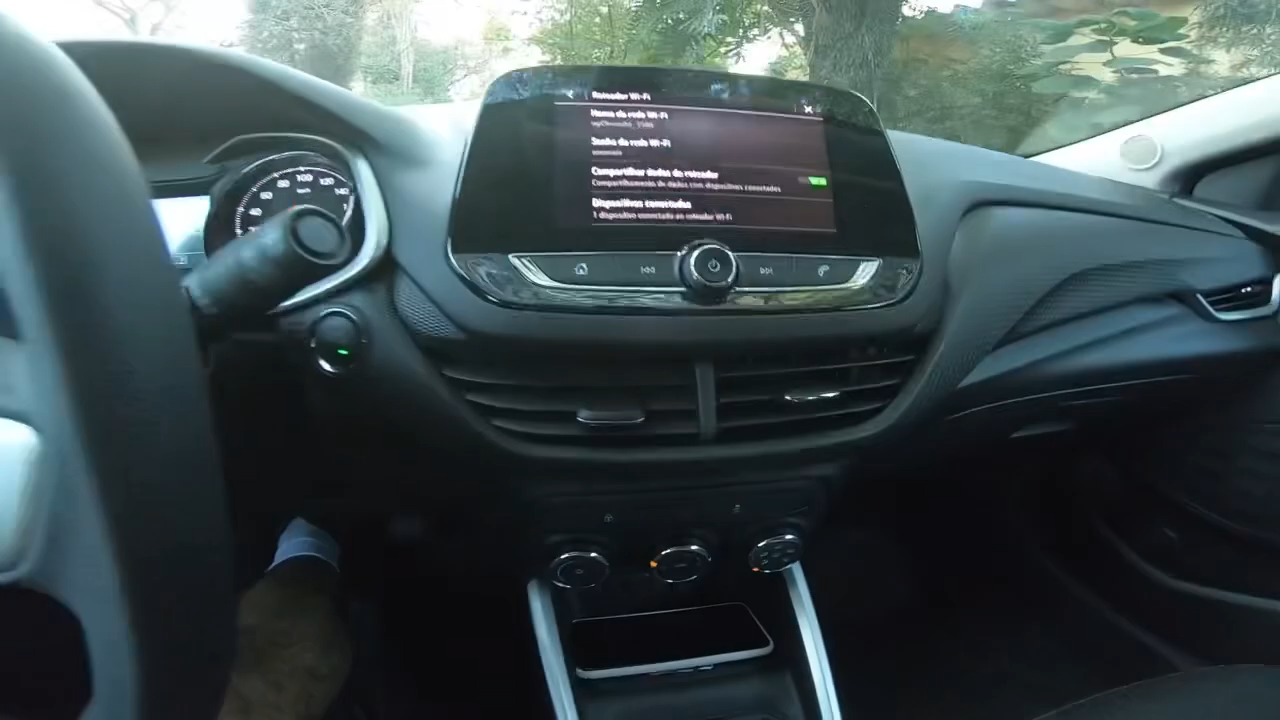 Roteador Wi-Fi
Nome da rede Wi-Fi
Senha da rede Wi-Fi
Compartilhar dados do roteador
Compartilhamento de dados com dispositivos conectados
Dispositivos conectados
1 dispositivo conectado ao roteador Wi-Fi
40
60
80
100
120
140